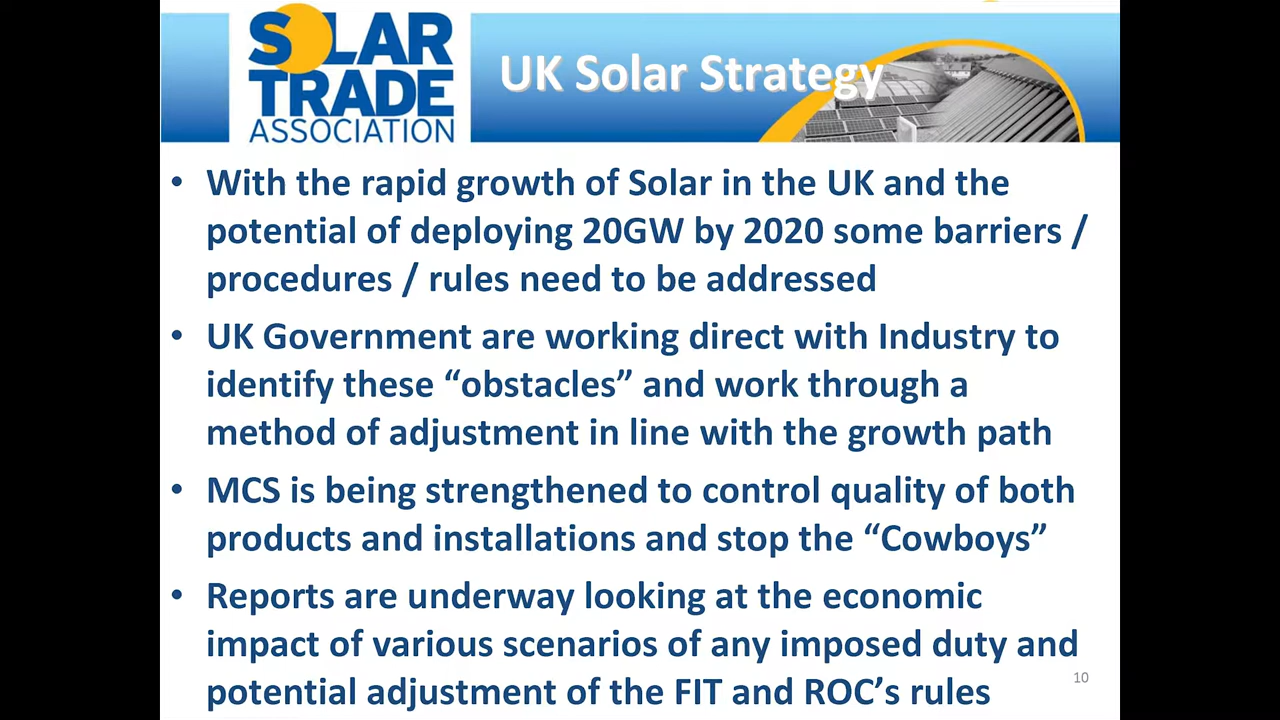 SOLAR
TRADE
ASSOCIATION
UK Solar Strategy
• With the rapid growth of Solar in the UK and the
potential of deploying 20GW by 2020 some barriers /
procedures / rules need to be addressed
• UK Government are working direct with Industry to
identify these “obstacles” and work through a
method of adjustment in line with the growth path
• MCS is being strengthened to control quality of both
products and installations and stop the “Cowboys”
• Reports are underway looking at the economic
impact of various scenarios of any imposed duty and
potential adjustment of the FIT and ROC’s rules
10